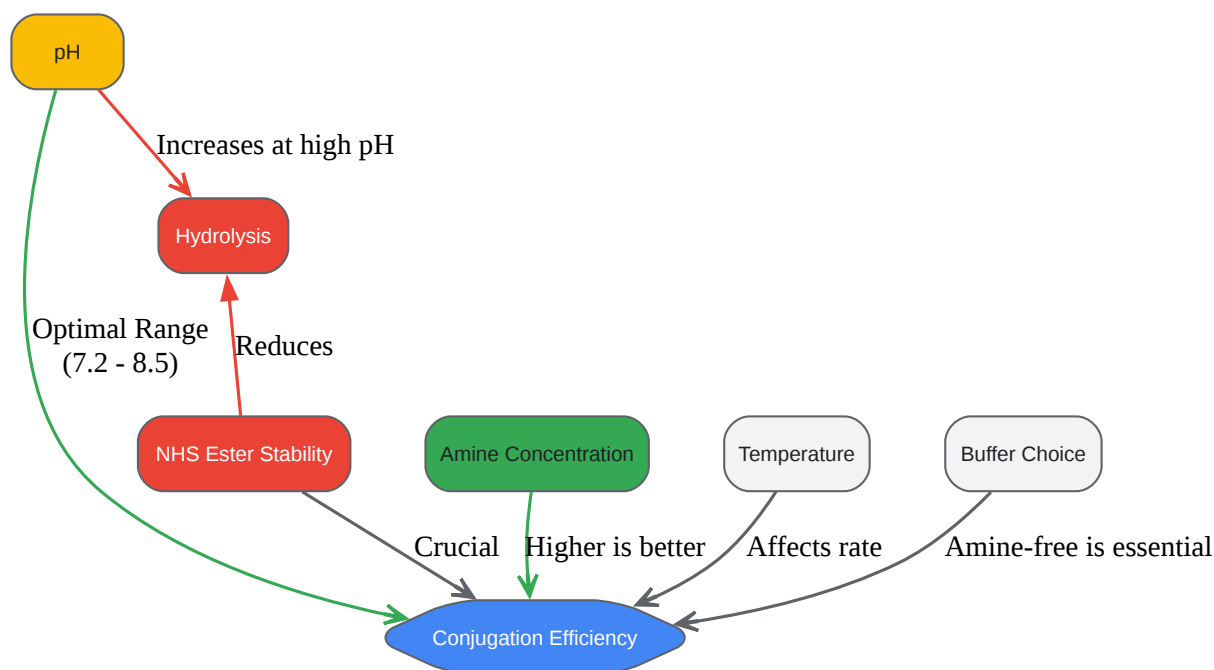 pH
Increases at high pH
Hydrolysis
Optimal Range
(7.2 - 8.5)
Reduces
NHS Ester Stability
Amine Concentration
Temperature
Buffer Choice
Crucial
Higher is better
Affects rate
Amine-free is essential
Conjugation Efficiency